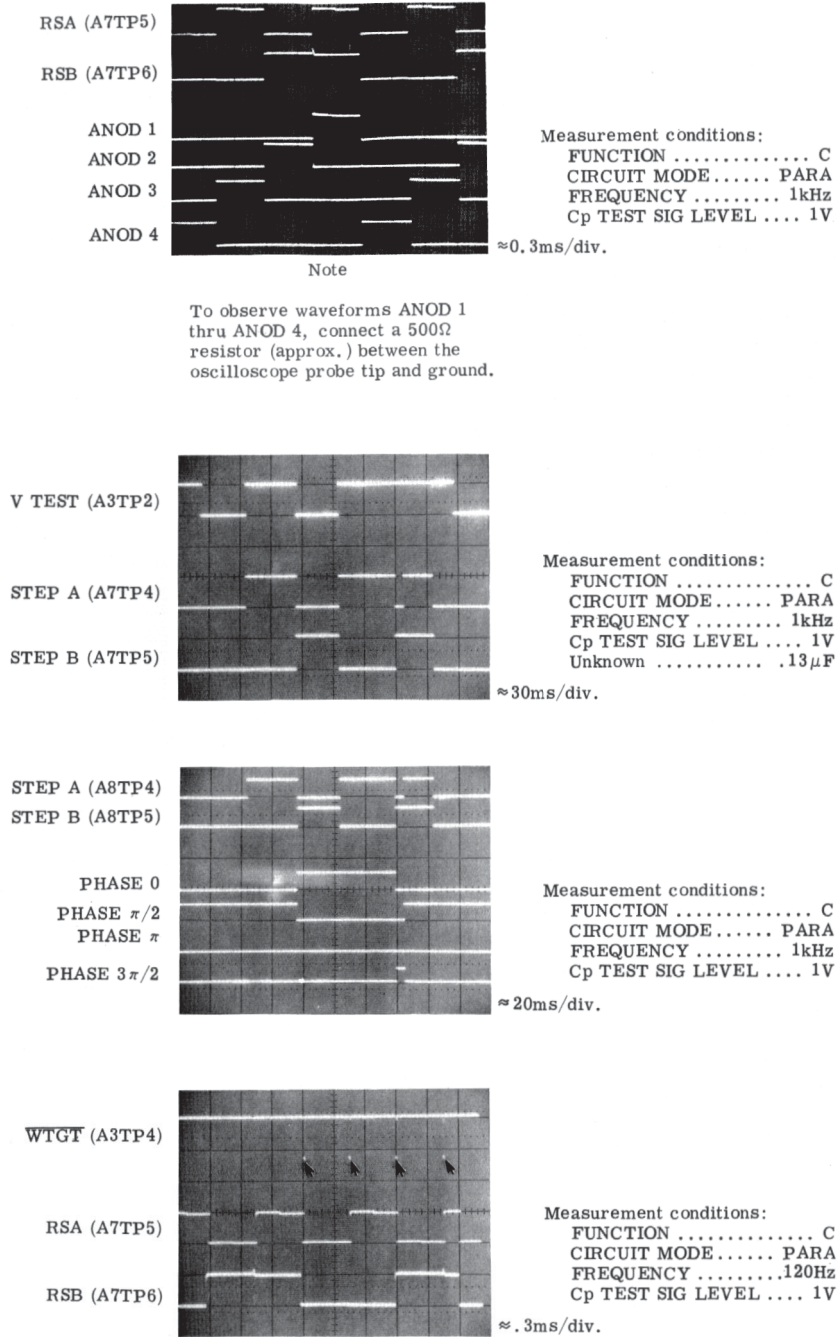 RSA (A7TP5)
RSB (A7TP6)
ANOD 1
ANOD 2
ANOD 3
ANOD 4
Measurement conditions:
FUNCTION .............. C
CIRCUIT MODE...... PARA
FREQUENCY ......... 1kHz
Cp TEST SIG LEVEL .... 1V
≈0.3ms/div.
Note
To observe waveforms ANOD 1
thru ANOD 4, connect a 500Ω
resistor (approx.) between the
oscilloscope probe tip and ground.
V TEST (A3TP2)
STEP A (A7TP4)
STEP B (A7TP5)
Measurement conditions:
FUNCTION .............. C
CIRCUIT MODE...... PARA
FREQUENCY ......... 1kHz
Cp TEST SIG LEVEL .... 1V
Unknown ........... .13μF
≈30ms/div.
STEP A (A8TP4)
STEP B (A8TP5)
PHASE 0
PHASE π/2
PHASE π
PHASE 3π/2
Measurement conditions:
FUNCTION .............. C
CIRCUIT MODE...... PARA
FREQUENCY ......... 1kHz
Cp TEST SIG LEVEL .... 1V
≈20ms/div.
W̅T̅G̅T̅ (A3TP4)
RSA (A7TP5)
RSB (A7TP6)
Measurement conditions:
FUNCTION .............. C
CIRCUIT MODE...... PARA
FREQUENCY .........120Hz
Cp TEST SIG LEVEL .... 1V
≈.3ms/div.